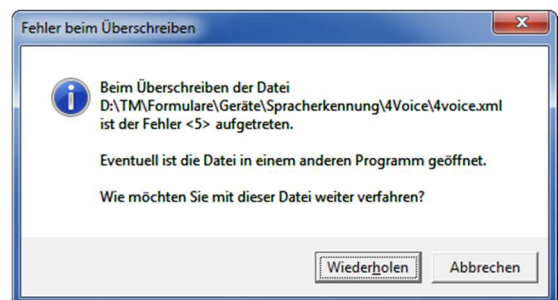 Fehler beim Überschreiben
Beim Überschreiben der Datei
D:\TM\Formulare\Geräte\Spracherkennung\4Voice\4voice.xml
ist der Fehler <5> aufgetreten.
Eventuell ist die Datei in einem anderen Programm geöffnet.
Wie möchten Sie mit dieser Datei weiter verfahren?
Wiederholen
Abbrechen